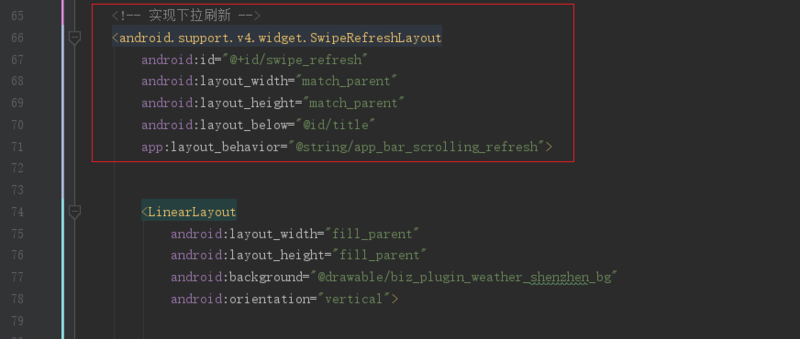 65 <!-- 实现下拉刷新 -->
66 <android.support.v4.widget.SwipeRefreshLayout
67 android:id="@+id/swipe_refresh"
68 android:layout_width="match_parent"
69 android:layout_height="match_parent"
70 android:layout_below="@id/title"
71 app:layout_behavior="@string/app_bar_scrolling_refresh">
72
73
74 <LinearLayout
75 android:layout_width="fill_parent"
76 android:layout_height="fill_parent"
77 android:background="@drawable/biz_plugin_weather_shenzhen_bg"
78 android:orientation="vertical">
79